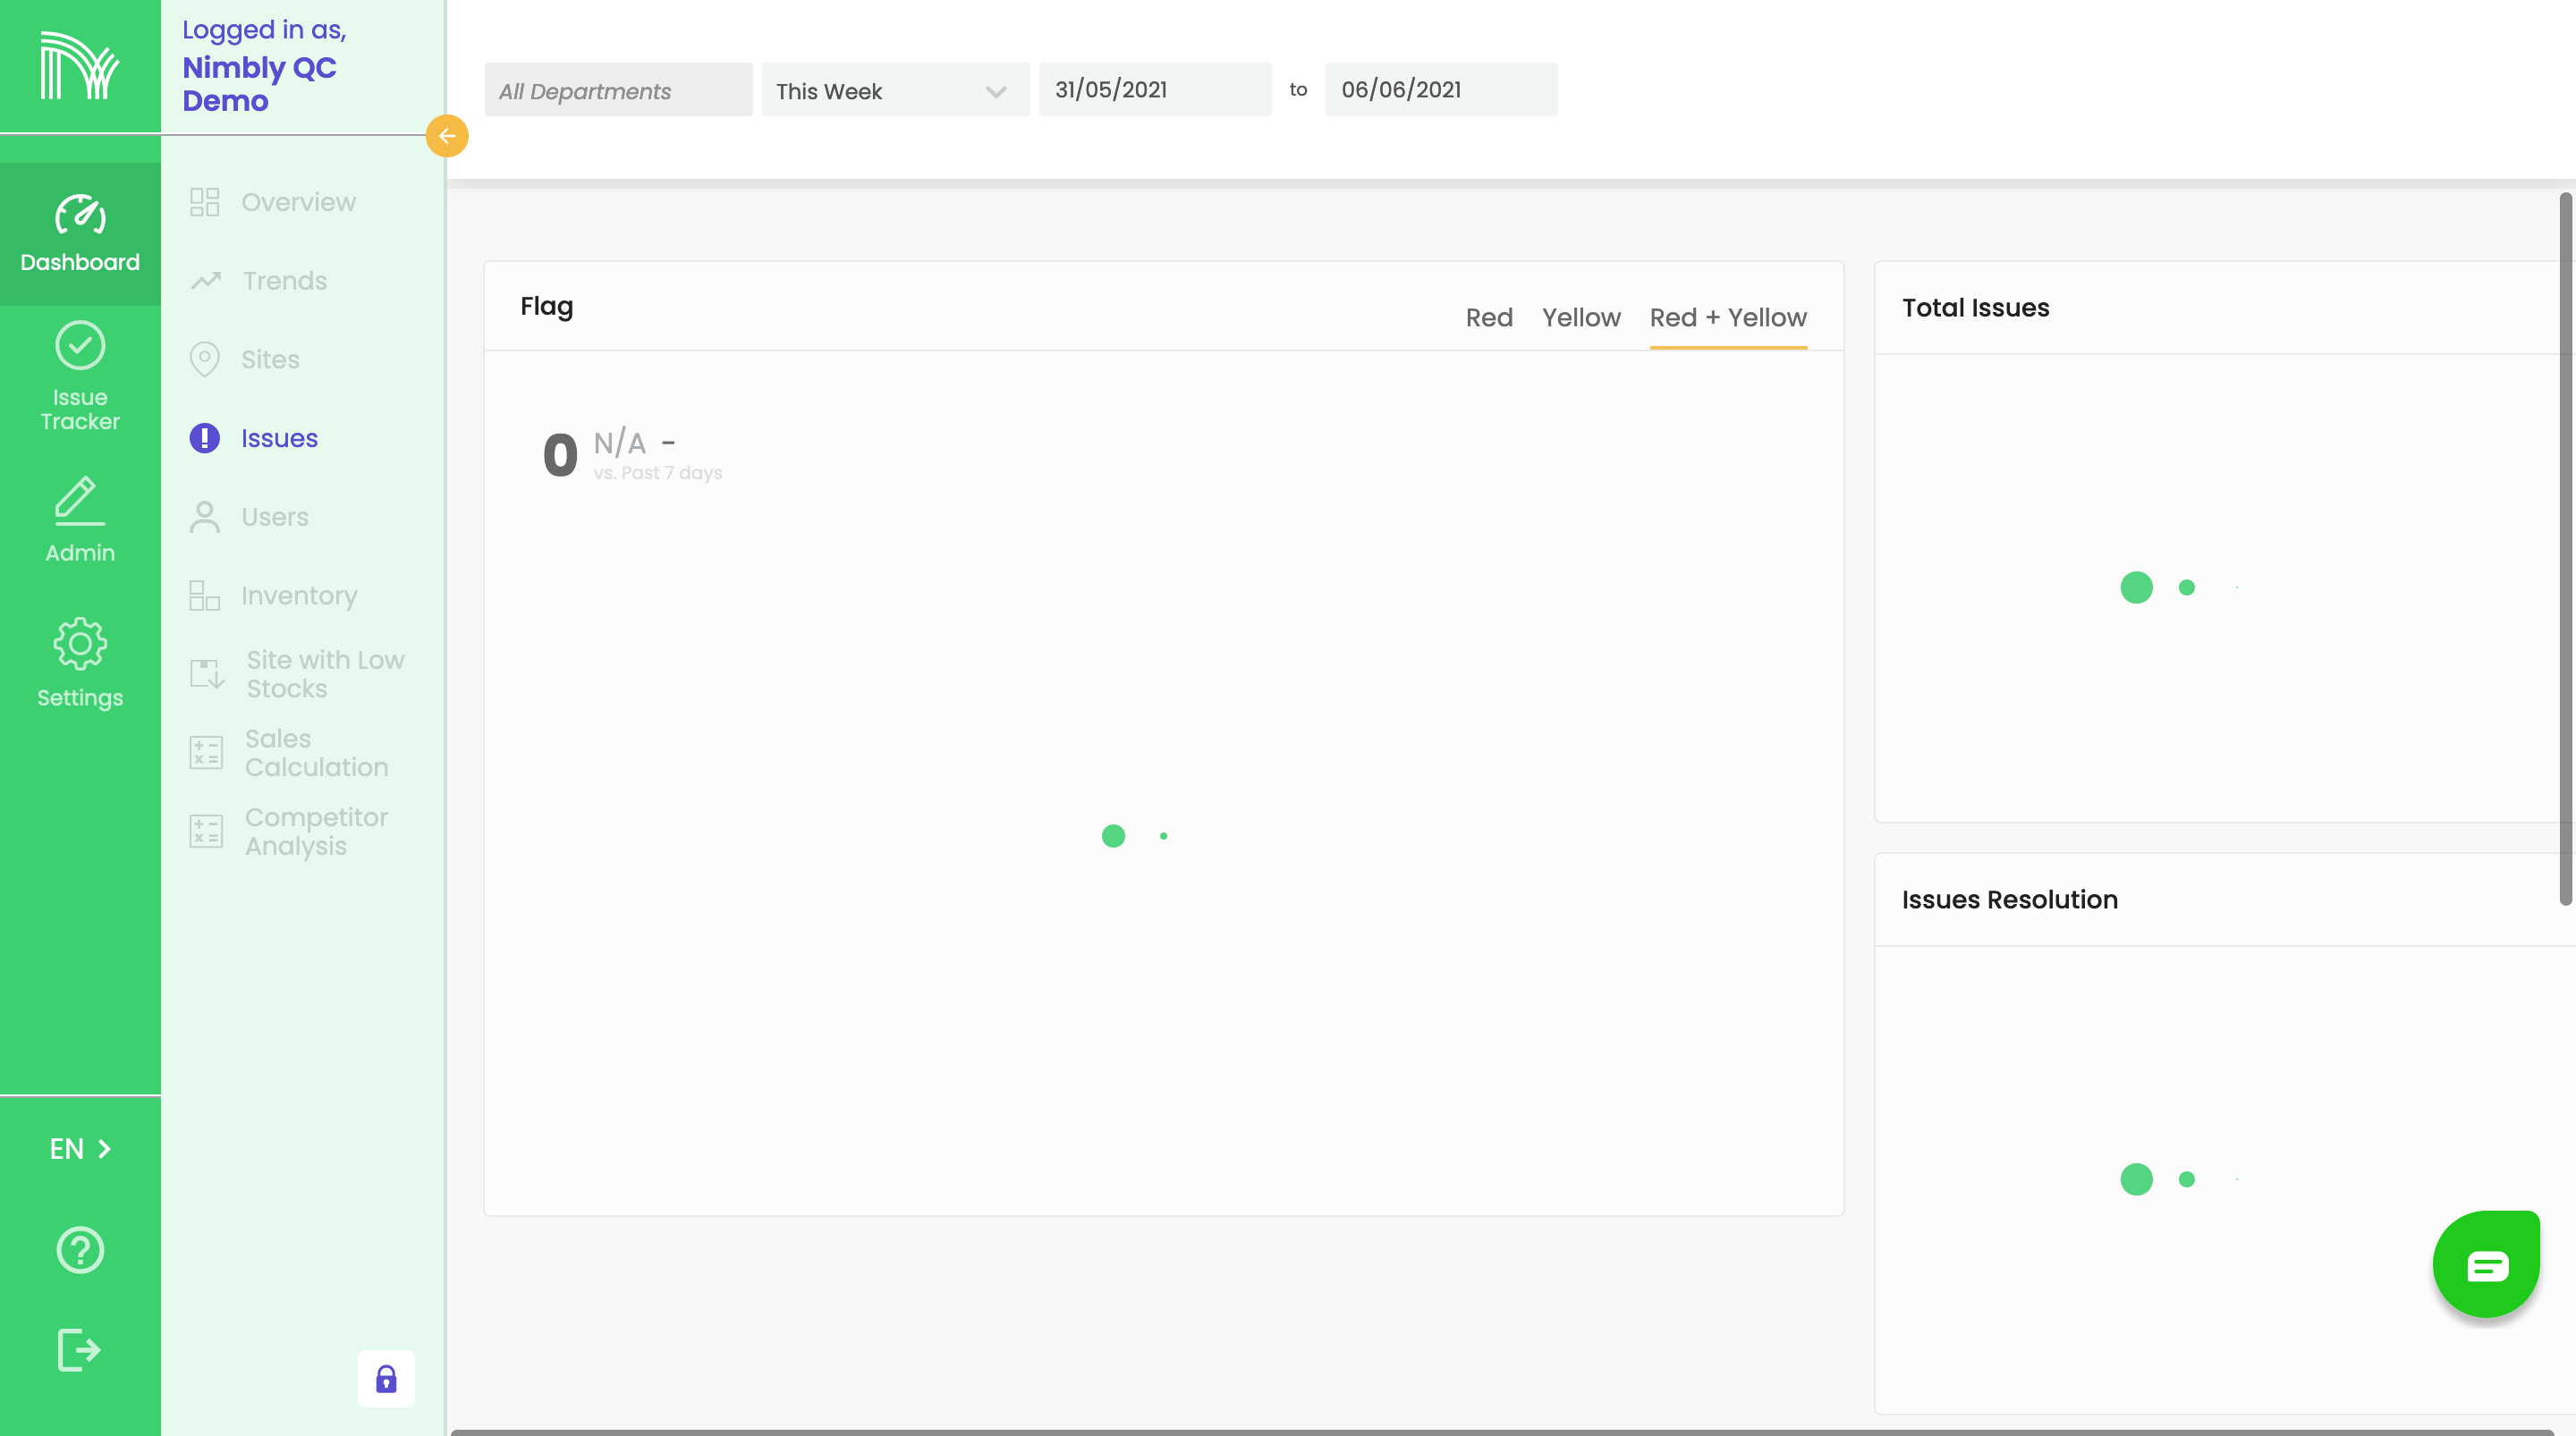 Logged in as,
Nimbly QC
Demo
Dashboard
Issue
Tracker
Admin
Settings
EN
Overview
Trends
Sites
Issues
Users
Inventory
Site with Low
Stocks
Sales
Calculation
Competitor
Analysis
All Departments
This Week
31/05/2021
to
06/06/2021
Flag
Red
Yellow
Red + Yellow
0
N/A -
vs. Past 7 days
Total Issues
Issues Resolution